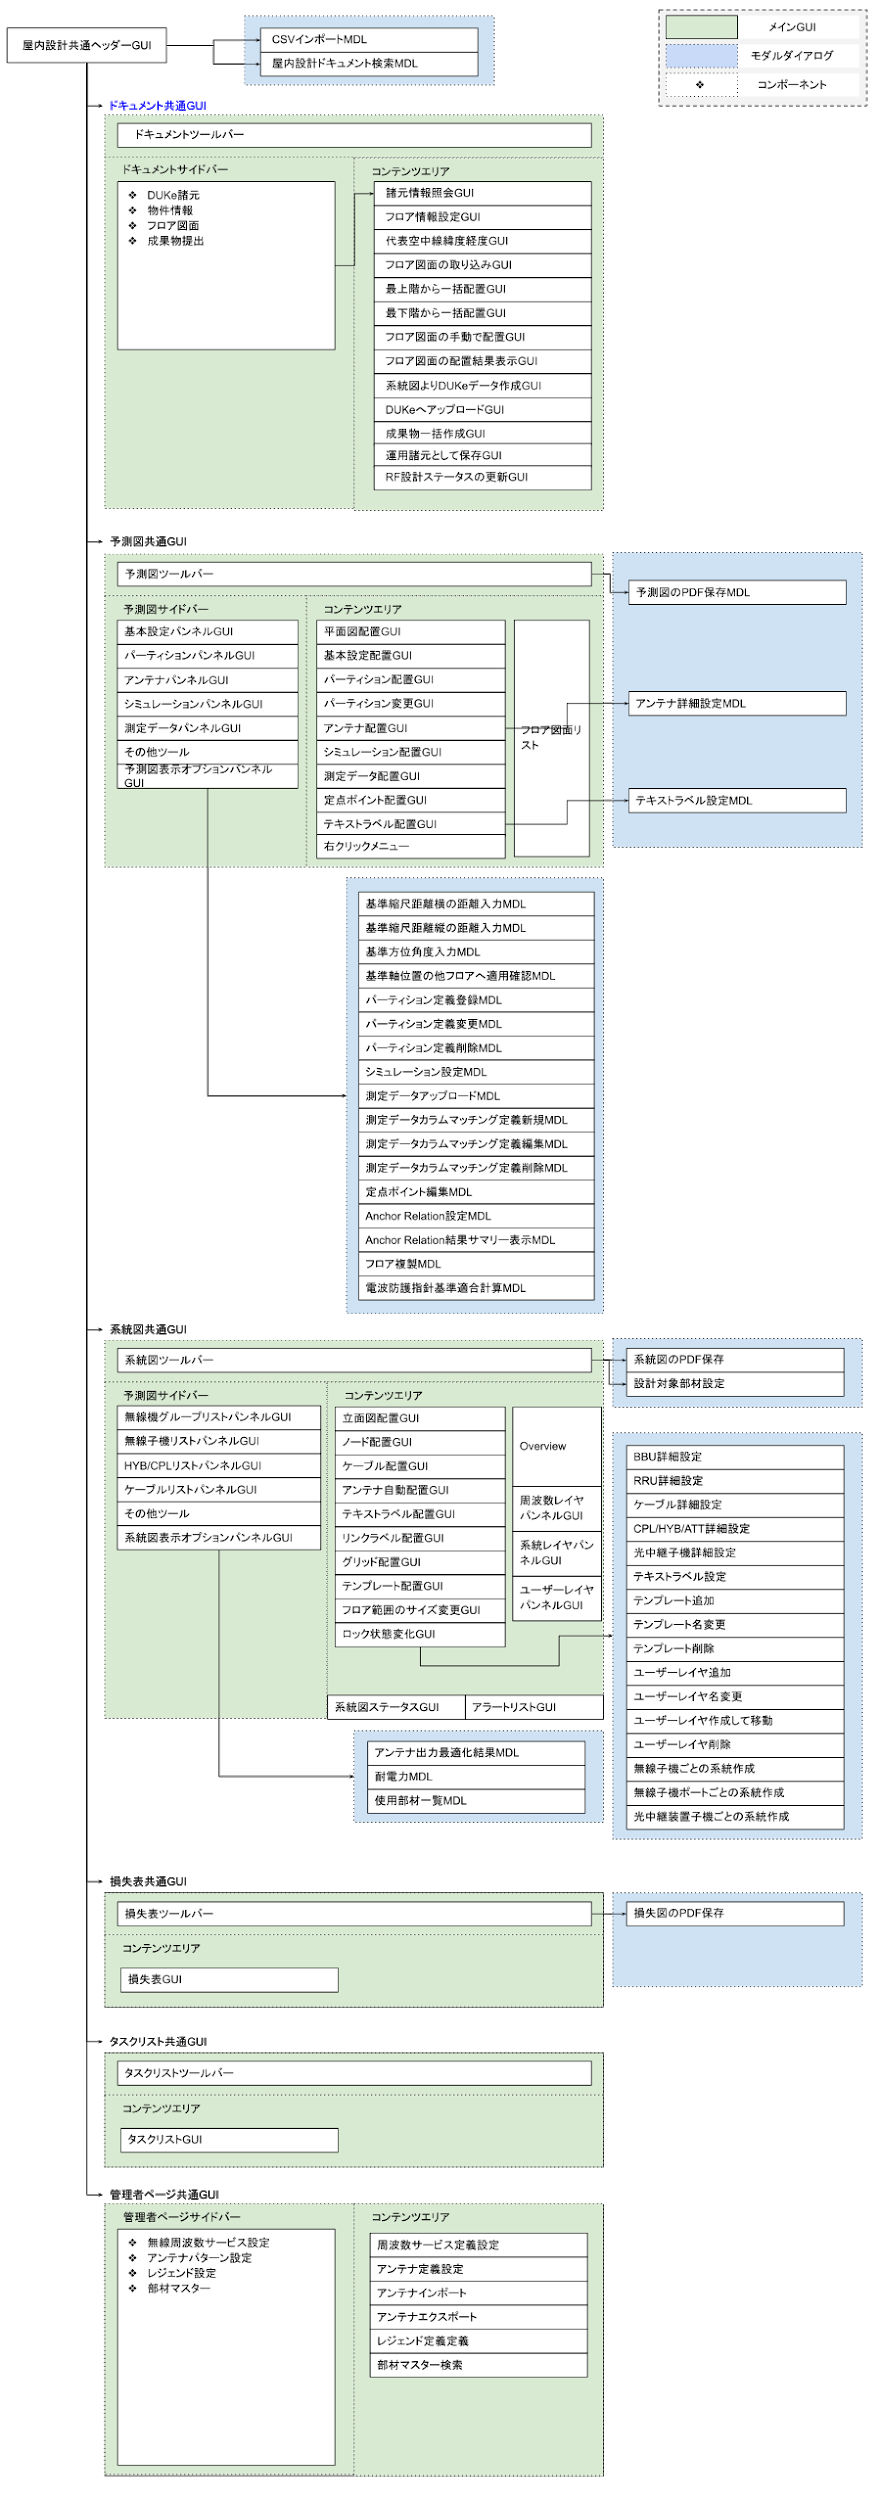 屋内設計共通ヘッダーGUI
CSVインポートMDL
屋内設計ドキュメント検索MDL
メインGUI
モダルダイアログ
❖ コンポーネント
ドキュメント共通GUI
ドキュメントツールバー
ドキュメントサイドバー
❖ DUKe諸元
❖ 物件情報
❖ フロア図面
❖ 成果物提出
コンテンツエリア
諸元情報照会GUI
フロア情報設定GUI
代表空中線緯度経度GUI
フロア図面の取り込みGUI
最上階から一括配置GUI
最下階から一括配置GUI
フロア図面の手動で配置GUI
フロア図面の配置結果表示GUI
系統図よりDUKeデータ作成GUI
DUKeへアップロードGUI
成果物一括作成GUI
運用諸元として保存GUI
RF設計ステータスの更新GUI
予測図共通GUI
予測図ツールバー
予測図サイドバー
基本設定パンネルGUI
パーティションパンネルGUI
アンテナパンネルGUI
シミュレーションパンネルGUI
測定データパンネルGUI
その他ツール
予測図表示オプションパンネル
GUI
コンテンツエリア
平面図配置GUI
基本設定配置GUI
パーティション配置GUI
パーティション変更GUI
アンテナ配置GUI
シミュレーション配置GUI
測定データ配置GUI
定点ポイント配置GUI
テキストラベル配置GUI
右クリックメニュー
フロア図面リ
スト
予測図のPDF保存MDL
アンテナ詳細設定MDL
テキストラベル設定MDL
基準縮尺距離横の距離入力MDL
基準縮尺距離縦の距離入力MDL
基準方位角度入力MDL
基準軸位置の他フロアへ適用確認MDL
パーティション定義登録MDL
パーティション定義変更MDL
パーティション定義削除MDL
シミュレーション設定MDL
測定データアップロードMDL
測定データカラムマッチング定義新規MDL
測定データカラムマッチング定義編集MDL
測定データカラムマッチング定義削除MDL
定点ポイント編集MDL
Anchor Relation設定MDL
Anchor Relation結果サマリー表示MDL
フロア複製MDL
電波防護指針基準適合計算MDL
系統図共通GUI
系統図ツールバー
予測図サイドバー
無線機グループリストパンネルGUI
無線子機リストパンネルGUI
HYB/CPLリストパンネルGUI
ケーブルリストパンネルGUI
その他ツール
系統図表示オプションパンネルGUI
コンテンツエリア
立面図配置GUI
ノード配置GUI
ケーブル配置GUI
アンテナ自動配置GUI
テキストラベル配置GUI
リンクラベル配置GUI
グリッド配置GUI
テンプレート配置GUI
フロア範囲のサイズ変更GUI
ロック状態変化GUI
Overview
周波数レイヤ
パンネルGUI
系統レイヤパン
ネルGUI
ユーザーレイヤ
パンネルGUI
系統図ステータスGUI
アラートリストGUI
系統図のPDF保存
設計対象部材設定
BBU詳細設定
RRU詳細設定
ケーブル詳細設定
CPL/HYB/ATT詳細設定
光中継子機詳細設定
テキストラベル設定
テンプレート追加
テンプレート名変更
テンプレート削除
ユーザーレイヤ追加
ユーザーレイヤ名変更
ユーザーレイヤ作成して移動
ユーザーレイヤ削除
無線子機ごとの系統作成
無線子機ポートごとの系統作成
光中継装置子機ごとの系統作成
アンテナ出力最適化結果MDL
耐電力MDL
使用部材一覧MDL
損失表共通GUI
損失表ツールバー
コンテンツエリア
損失表GUI
損失図のPDF保存
タスクリスト共通GUI
タスクリストツールバー
コンテンツエリア
タスクリストGUI
管理者ページ共通GUI
管理者ページサイドバー
❖ 無線周波数サービス設定
❖ アンテナパターン設定
❖ レジェンド設定
❖ 部材マスター
コンテンツエリア
周波数サービス定義設定
アンテナ定義設定
アンテナインポート
アンテナエクスポート
レジェンド定義定義
部材マスター検索